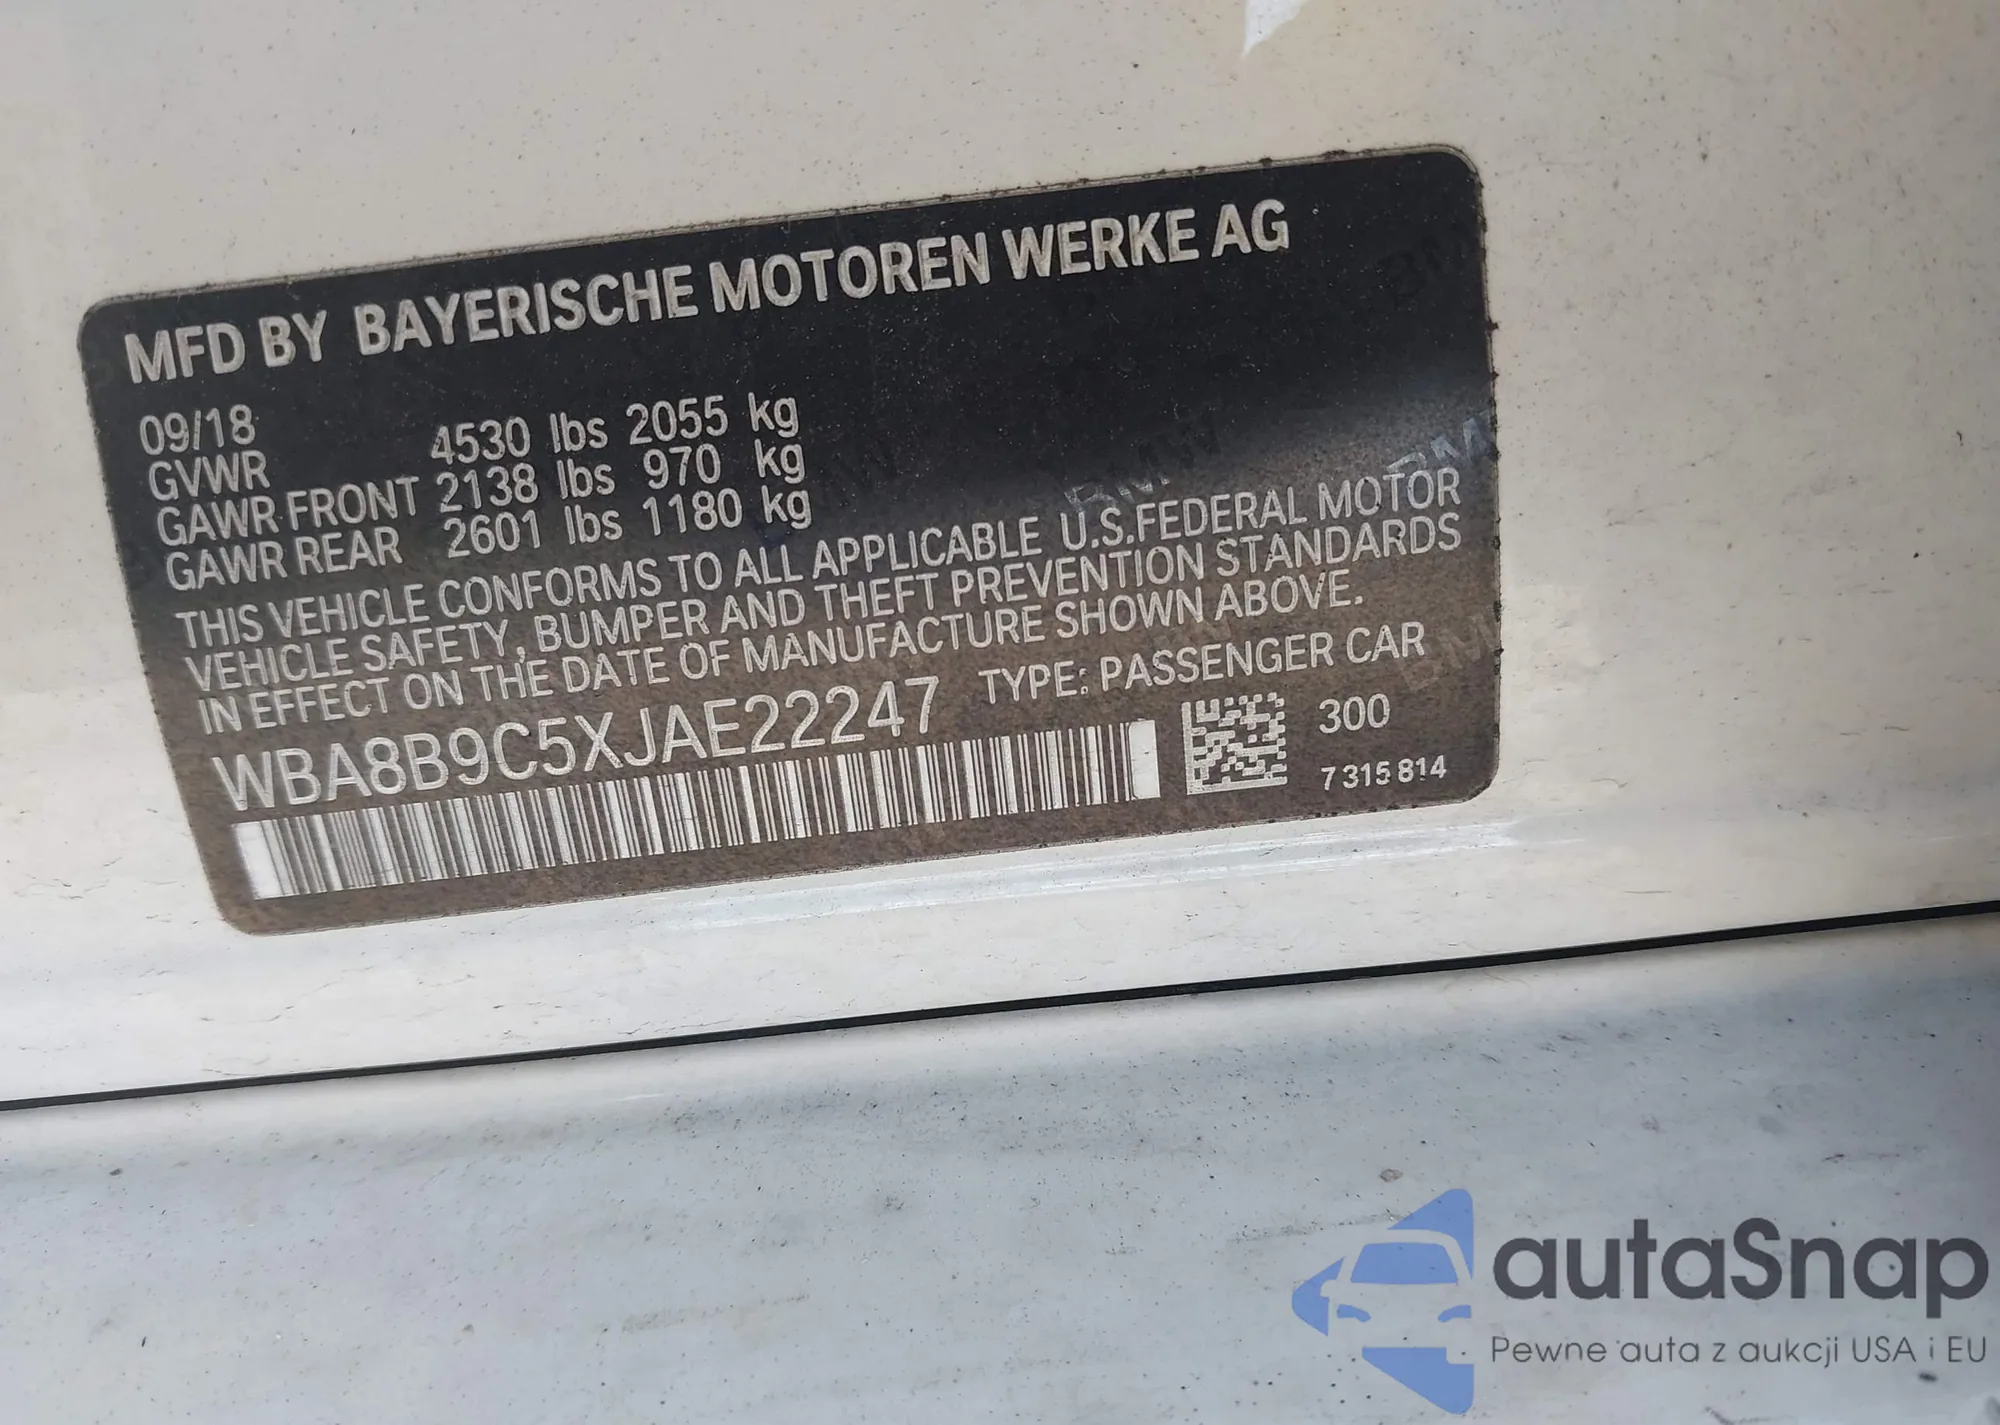 MFD BY BAYERISCHE MOTOREN WERKE AG
09/18
GVWR 4530 lbs 2055 kg
GAWR FRONT 2138 lbs 970 kg
GAWR REAR 2601 lbs 1180 kg
THIS VEHICLE CONFORMS TO ALL APPLICABLE U.S.FEDERAL MOTOR
VEHICLE SAFETY, BUMPER AND THEFT PREVENTION STANDARDS
IN EFFECT ON THE DATE OF MANUFACTURE SHOWN ABOVE.
WBA8B9C5XJAE22247 TYPE: PASSENGER CAR
300
7 315 814
autaSnap
Pewne auta z aukcji USA i EU